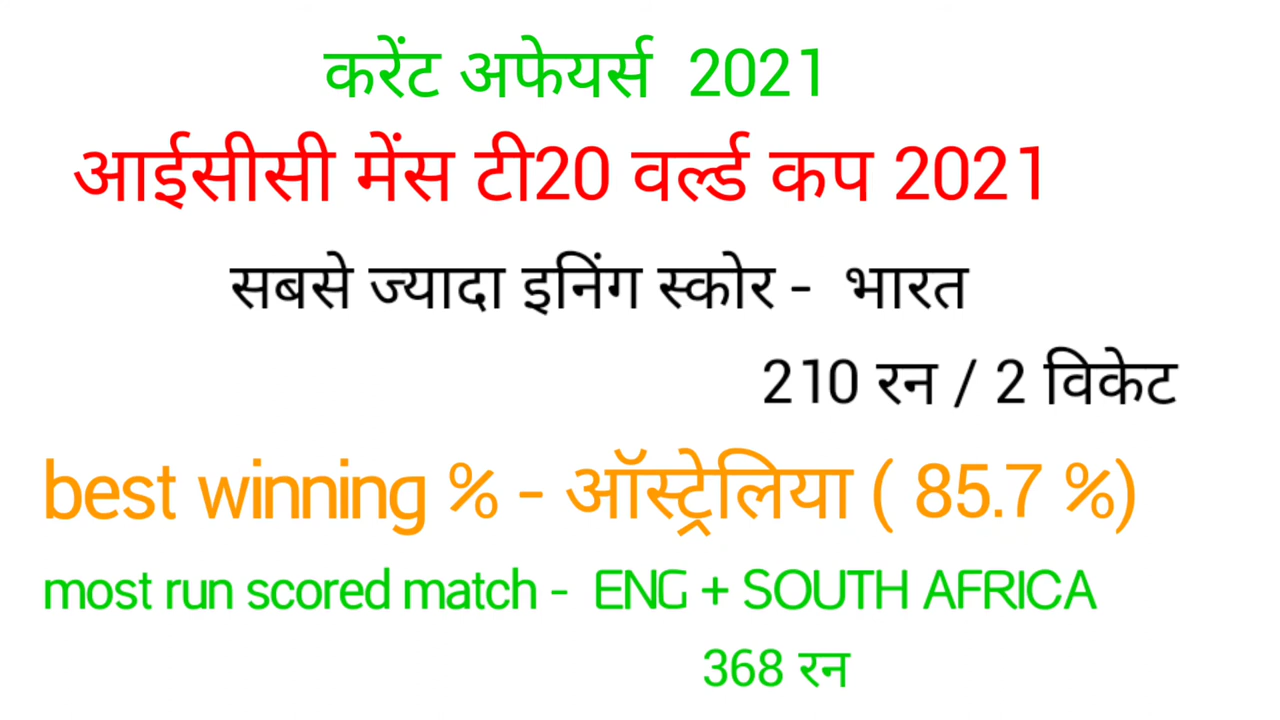 करेंट अफेयर्स 2021
आईसीसी मेंस टी20 वर्ल्ड कप 2021
सबसे ज्यादा इनिंग स्कोर - भारत
210 रन / 2 विकेट
best winning % - ऑस्ट्रेलिया ( 85.7 %)
most run scored match - ENG + SOUTH AFRICA
368 रन